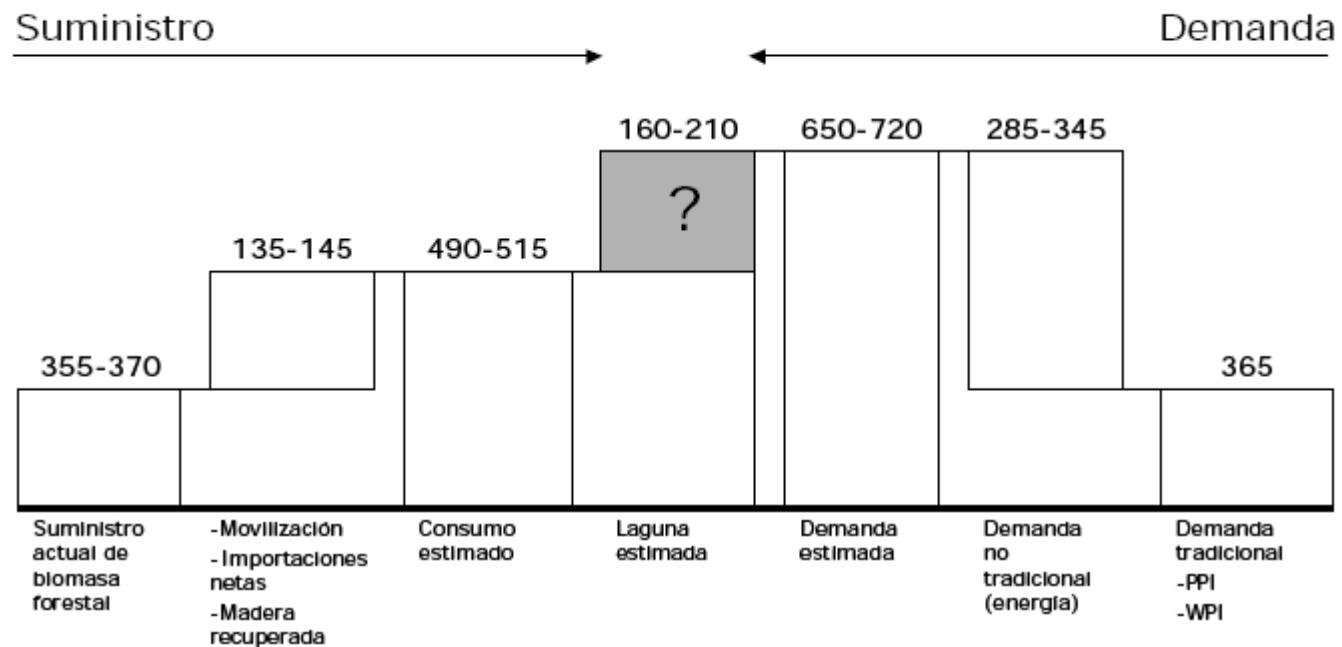 Suministro
Demanda
160-210
650-720
285-345
?
135-145
490-515
355-370
365
Suministro
actual de
biomasa
forestal
-Movilización
-Importaciones
netas
-Madera
recuperada
Consumo
estimado
Laguna
estimada
Demanda
estimada
Demanda
no
tradicional
(energía)
Demanda
tradicional
-PPI
-WPI